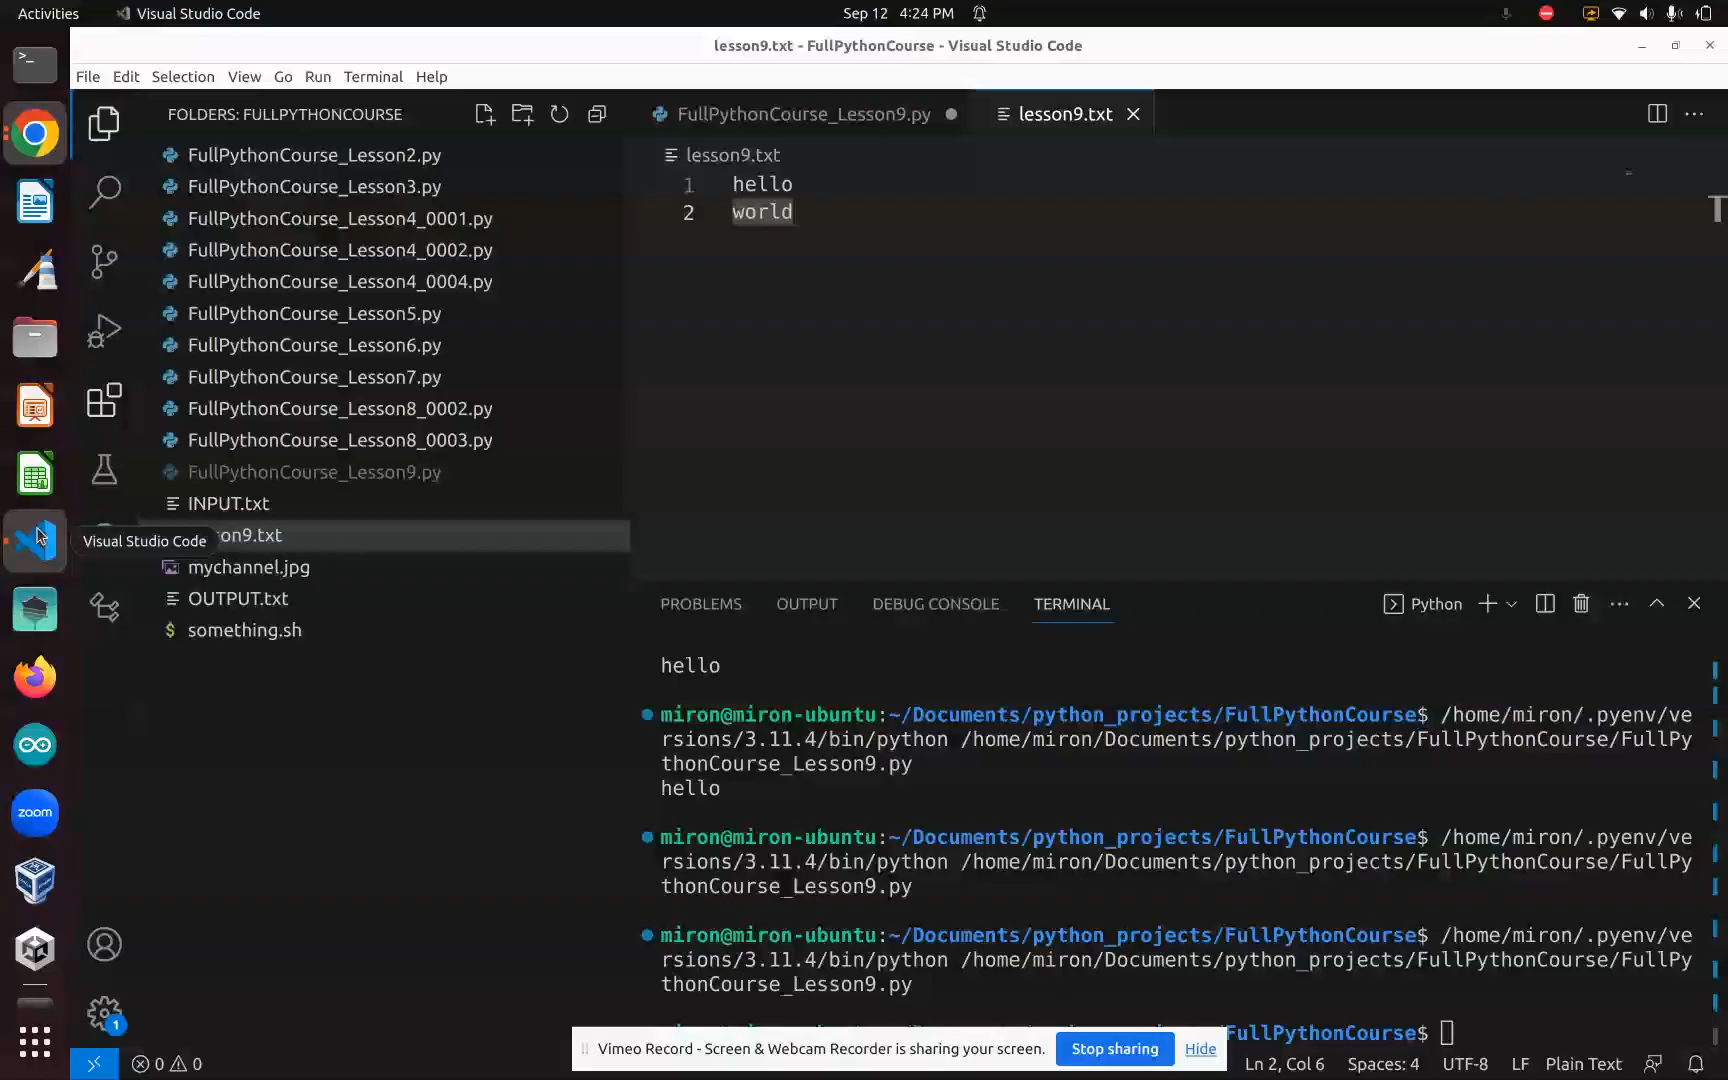 Activities
Visual Studio Code
Sep 12 4:24 PM
lesson9.txt - FullPythonCourse - Visual Studio Code
File Edit Selection View Go Run Terminal Help
FOLDERS: FULLPYTHONCOURSE
FullPythonCourse_Lesson9.py
lesson9.txt
FullPythonCourse_Lesson2.py
FullPythonCourse_Lesson3.py
FullPythonCourse_Lesson4_0001.py
FullPythonCourse_Lesson4_0002.py
FullPythonCourse_Lesson4_0004.py
FullPythonCourse_Lesson5.py
FullPythonCourse_Lesson6.py
FullPythonCourse_Lesson7.py
FullPythonCourse_Lesson8_0002.py
FullPythonCourse_Lesson8_0003.py
FullPythonCourse_Lesson9.py
INPUT.txt
Visual Studio Code
son9.txt
mychannel.jpg
OUTPUT.txt
$ something.sh
lesson9.txt
1 hello
2 world
PROBLEMS OUTPUT DEBUG CONSOLE TERMINAL
Python
hello
miron@miron-ubuntu:~/Documents/python_projects/FullPythonCourse$ /home/miron/.pyenv/ve
rsions/3.11.4/bin/python /home/miron/Documents/python_projects/FullPythonCourse/FullPy
thonCourse_Lesson9.py
hello
miron@miron-ubuntu:~/Documents/python_projects/FullPythonCourse$ /home/miron/.pyenv/ve
rsions/3.11.4/bin/python /home/miron/Documents/python_projects/FullPythonCourse/FullPy
thonCourse_Lesson9.py
miron@miron-ubuntu:~/Documents/python_projects/FullPythonCourse$ /home/miron/.pyenv/ve
rsions/3.11.4/bin/python /home/miron/Documents/python_projects/FullPythonCourse/FullPy
thonCourse_Lesson9.py
FullPythonCourse$
zoom
1
Vimeo Record - Screen & Webcam Recorder is sharing your screen.
Stop sharing
Hide
0 0
Ln 2, Col 6 Spaces: 4 UTF-8 LF Plain Text